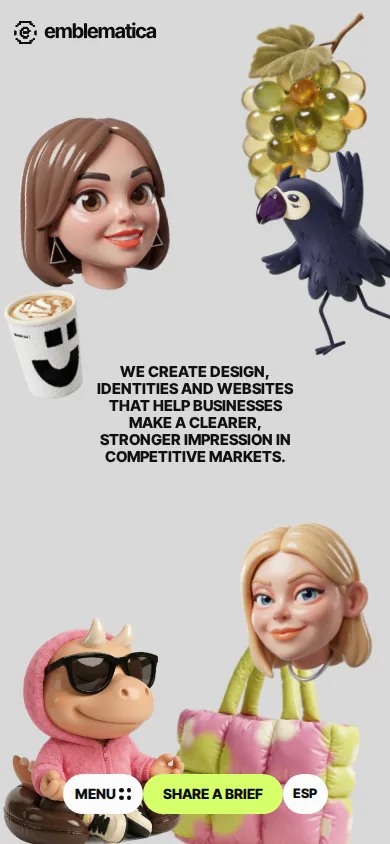 emblematica
WE CREATE DESIGN,
IDENTITIES AND WEBSITES
THAT HELP BUSINESSES
MAKE A CLEARER,
STRONGER IMPRESSION IN
COMPETITIVE MARKETS.
MENU
SHARE A BRIEF
ESP